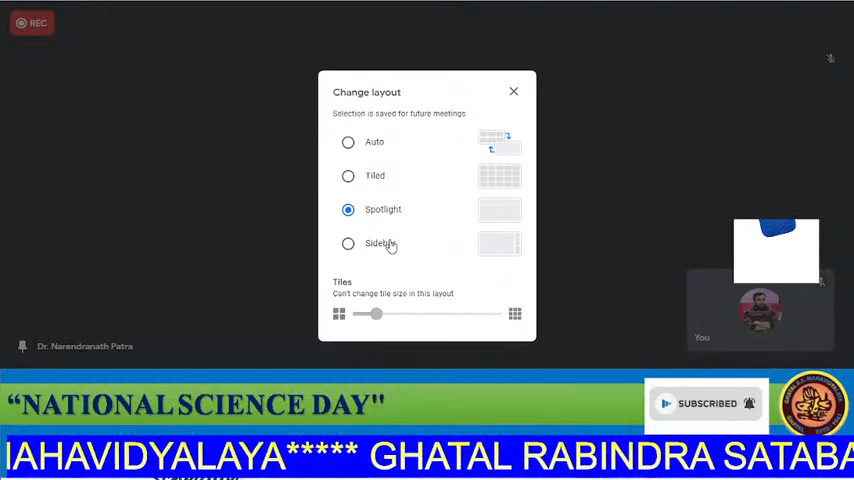 REC
Change layout
Selection is saved for future meetings
Auto
Tiled
Spotlight
Tiles
Can't change tile size in this layout
You
Dr. Narendranath Patra
“NATIONAL SCIENCE DAY"
SUBSCRIBED
IAHAVIDYALAYA***** GHATAL RABINDRA SATABA